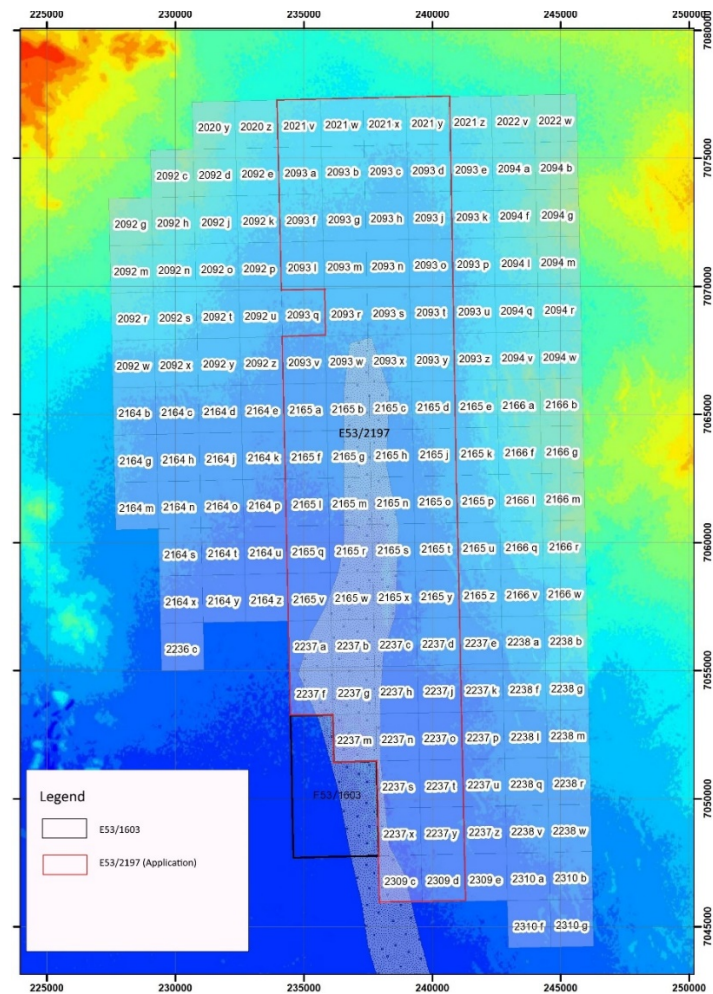 225000 230000 235000 240000 245000 250000
7080000
2020 y 2020 z 2021 v 2021 w 2021 x 2021 y 2021 z 2022 v 2022 w
7075000
2092 c 2092 d 2092 e 2093 a 2093 b 2093 c 2093 d 2093 e 2094 a 2094 b
2092 g 2092 h 2092 j 2092 k 2093 f 2093 g 2093 h 2093 j 2093 k 2094 f 2094 g
2092 m 2092 n 2092 o 2092 p 2093 l 2093 m 2093 n 2093 o 2093 p 2094 l 2094 m
7070000
2092 r 2092 s 2092 t 2092 u 2093 q 2093 r 2093 s 2093 t 2093 u 2094 q 2094 r
2092 w 2092 x 2092 y 2092 z 2093 v 2093 w 2093 x 2093 y 2093 z 2094 v 2094 w
7065000
2164 b 2164 c 2164 d 2164 e 2165 a 2165 b 2165 c 2165 d 2165 e 2166 a 2166 b
E53/2197
2164 g 2164 h 2164 j 2164 k 2165 f 2165 g 2165 h 2165 j 2165 k 2166 f 2166 g
2164 m 2164 n 2164 o 2164 p 2165 l 2165 m 2165 n 2165 o 2165 p 2166 l 2166 m
7060000
2164 s 2164 t 2164 u 2165 q 2165 r 2165 s 2165 t 2165 u 2166 q 2166 r
2164 x 2164 y 2164 z 2165 v 2165 w 2165 x 2165 y 2165 z 2166 v 2166 w
2236 c 2237 a 2237 b 2237 c 2237 d 2237 e 2238 a 2238 b
7055000
2237 f 2237 g 2237 h 2237 j 2237 k 2238 f 2238 g
2237 m 2237 n 2237 o 2237 p 2238 l 2238 m
7050000
E53/1603
2237 s 2237 t 2237 u 2238 q 2238 r
2237 x 2237 y 2237 z 2238 v 2238 w
2309 c 2309 d 2309 e 2310 a 2310 b
7045000
2310 f 2310 g
Legend
E53/1603
E53/2197 (Application)
225000 230000 235000 240000 245000 250000